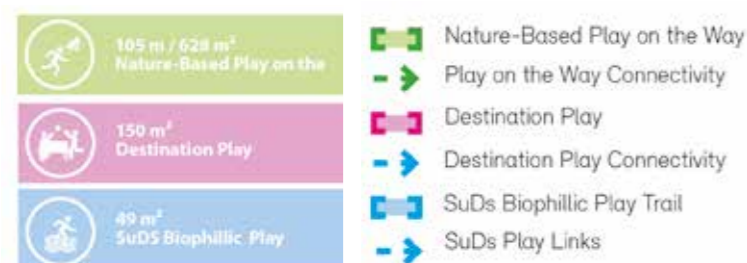 105 m / 628 m²
Nature-Based Play on the
150 m²
Destination Play
49 m²
SuDS Biophillic Play
Nature-Based Play on the Way
Play on the Way Connectivity
Destination Play
Destination Play Connectivity
SuDs Biophillic Play Trail
SuDs Play Links